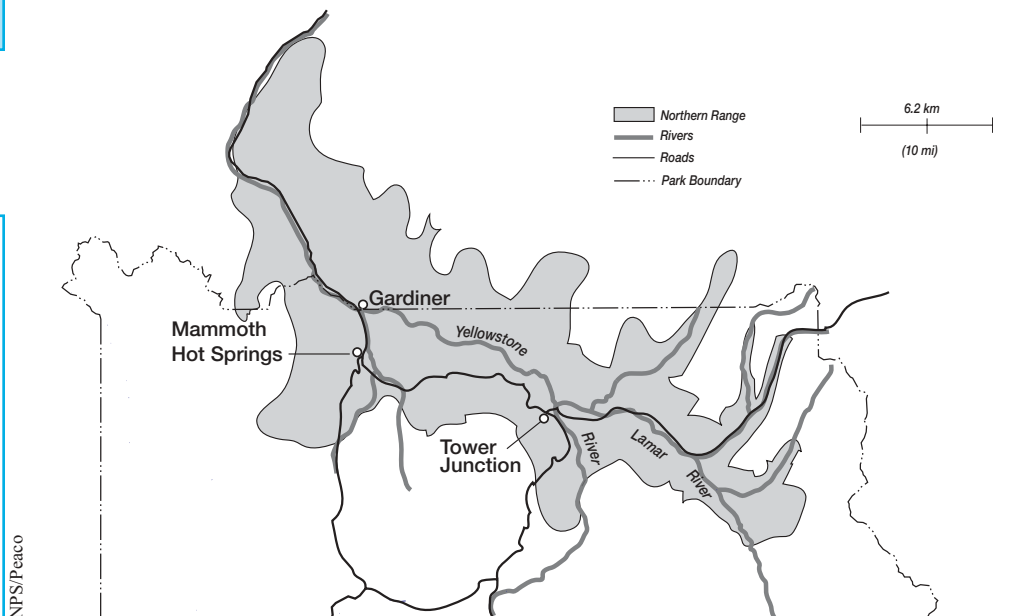 6.2 km
Northern Range
Rivers
Roads
(10 mi)
Park Boundary
Gardiner
Mammoth
Hot Springs
Yellowstone
River
Tower
Junction
Lamar
River
NPS/Peaco